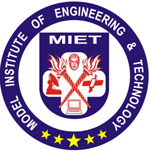 MODEL INSTITUTE OF ENGINEERING & TECHNOLOGY
MIET